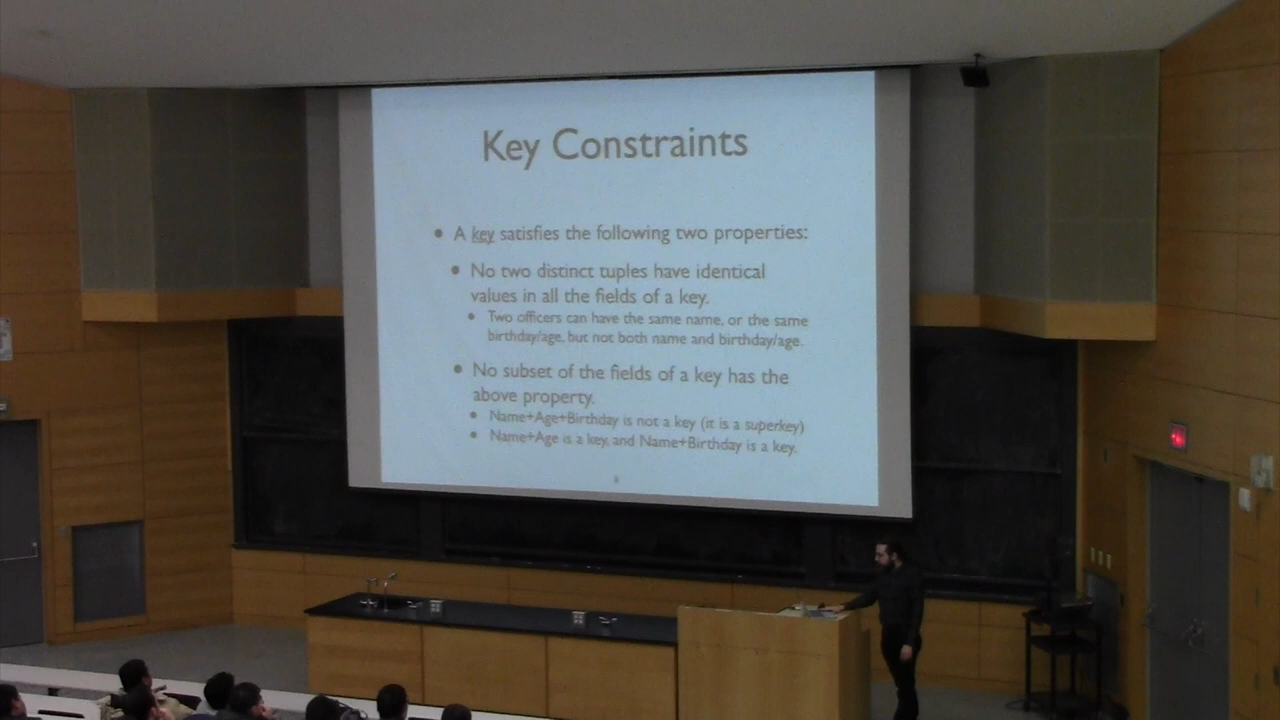 Key Constraints
• A key satisfies the following two properties:
• No two distinct tuples have identical
values in all the fields of a key.
• Two officers can have the same name, or the same
birthday/age, but not both name and birthday/age.
• No subset of the fields of a key has the
above property.
• Name+Age+Birthday is not a key (it is a superkey)
• Name+Age is a key, and Name+Birthday is a key.